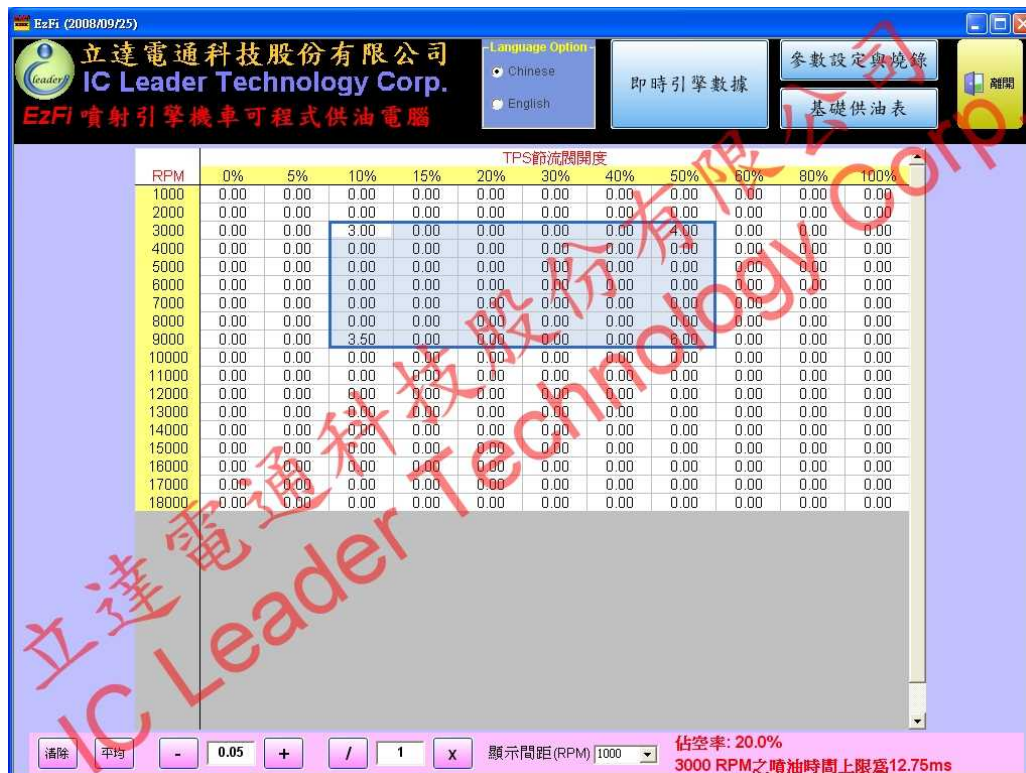 EzFi (2008/09/25)
立達電通科技股份有限公司
IC Leader Technology Corp.
EzFi 噴射引擎機車可程式供油電腦
Leader
Language Option
Chinese
English
即時引擎數據
參數設定與燒錄
基礎供油表
離開
TPS節流閥開度
RPM 0% 5% 10% 15% 20% 30% 40% 50% 60% 80% 100%
1000 0.00 0.00 0.00 0.00 0.00 0.00 0.00 0.00 0.00 0.00 0.00
2000 0.00 0.00 0.00 0.00 0.00 0.00 0.00 0.00 0.00 0.00 0.00
3000 0.00 0.00 3.00 0.00 0.00 0.00 0.00 4.00 0.00 0.00 0.00
4000 0.00 0.00 0.00 0.00 0.00 0.00 0.00 0.00 0.00 0.00 0.00
5000 0.00 0.00 0.00 0.00 0.00 0.00 0.00 0.00 0.00 0.00 0.00
6000 0.00 0.00 0.00 0.00 0.00 0.00 0.00 0.00 0.00 0.00 0.00
7000 0.00 0.00 0.00 0.00 0.00 0.00 0.00 0.00 0.00 0.00 0.00
8000 0.00 0.00 0.00 0.00 0.00 0.00 0.00 0.00 0.00 0.00 0.00
9000 0.00 0.00 3.50 0.00 0.00 0.00 0.00 6.00 0.00 0.00 0.00
10000 0.00 0.00 0.00 0.00 0.00 0.00 0.00 0.00 0.00 0.00 0.00
11000 0.00 0.00 0.00 0.00 0.00 0.00 0.00 0.00 0.00 0.00 0.00
12000 0.00 0.00 0.00 0.00 0.00 0.00 0.00 0.00 0.00 0.00 0.00
13000 0.00 0.00 0.00 0.00 0.00 0.00 0.00 0.00 0.00 0.00 0.00
14000 0.00 0.00 0.00 0.00 0.00 0.00 0.00 0.00 0.00 0.00 0.00
15000 0.00 0.00 0.00 0.00 0.00 0.00 0.00 0.00 0.00 0.00 0.00
16000 0.00 0.00 0.00 0.00 0.00 0.00 0.00 0.00 0.00 0.00 0.00
17000 0.00 0.00 0.00 0.00 0.00 0.00 0.00 0.00 0.00 0.00 0.00
18000 0.00 0.00 0.00 0.00 0.00 0.00 0.00 0.00 0.00 0.00 0.00
立達電通科技股份有限公司
IC Leader Technology Corp.
清除 平均 - 0.05 + / 1 x 顯示間距(RPM) 1000
佔空率: 20.0%
3000 RPM之噴油時間上限為12.75ms